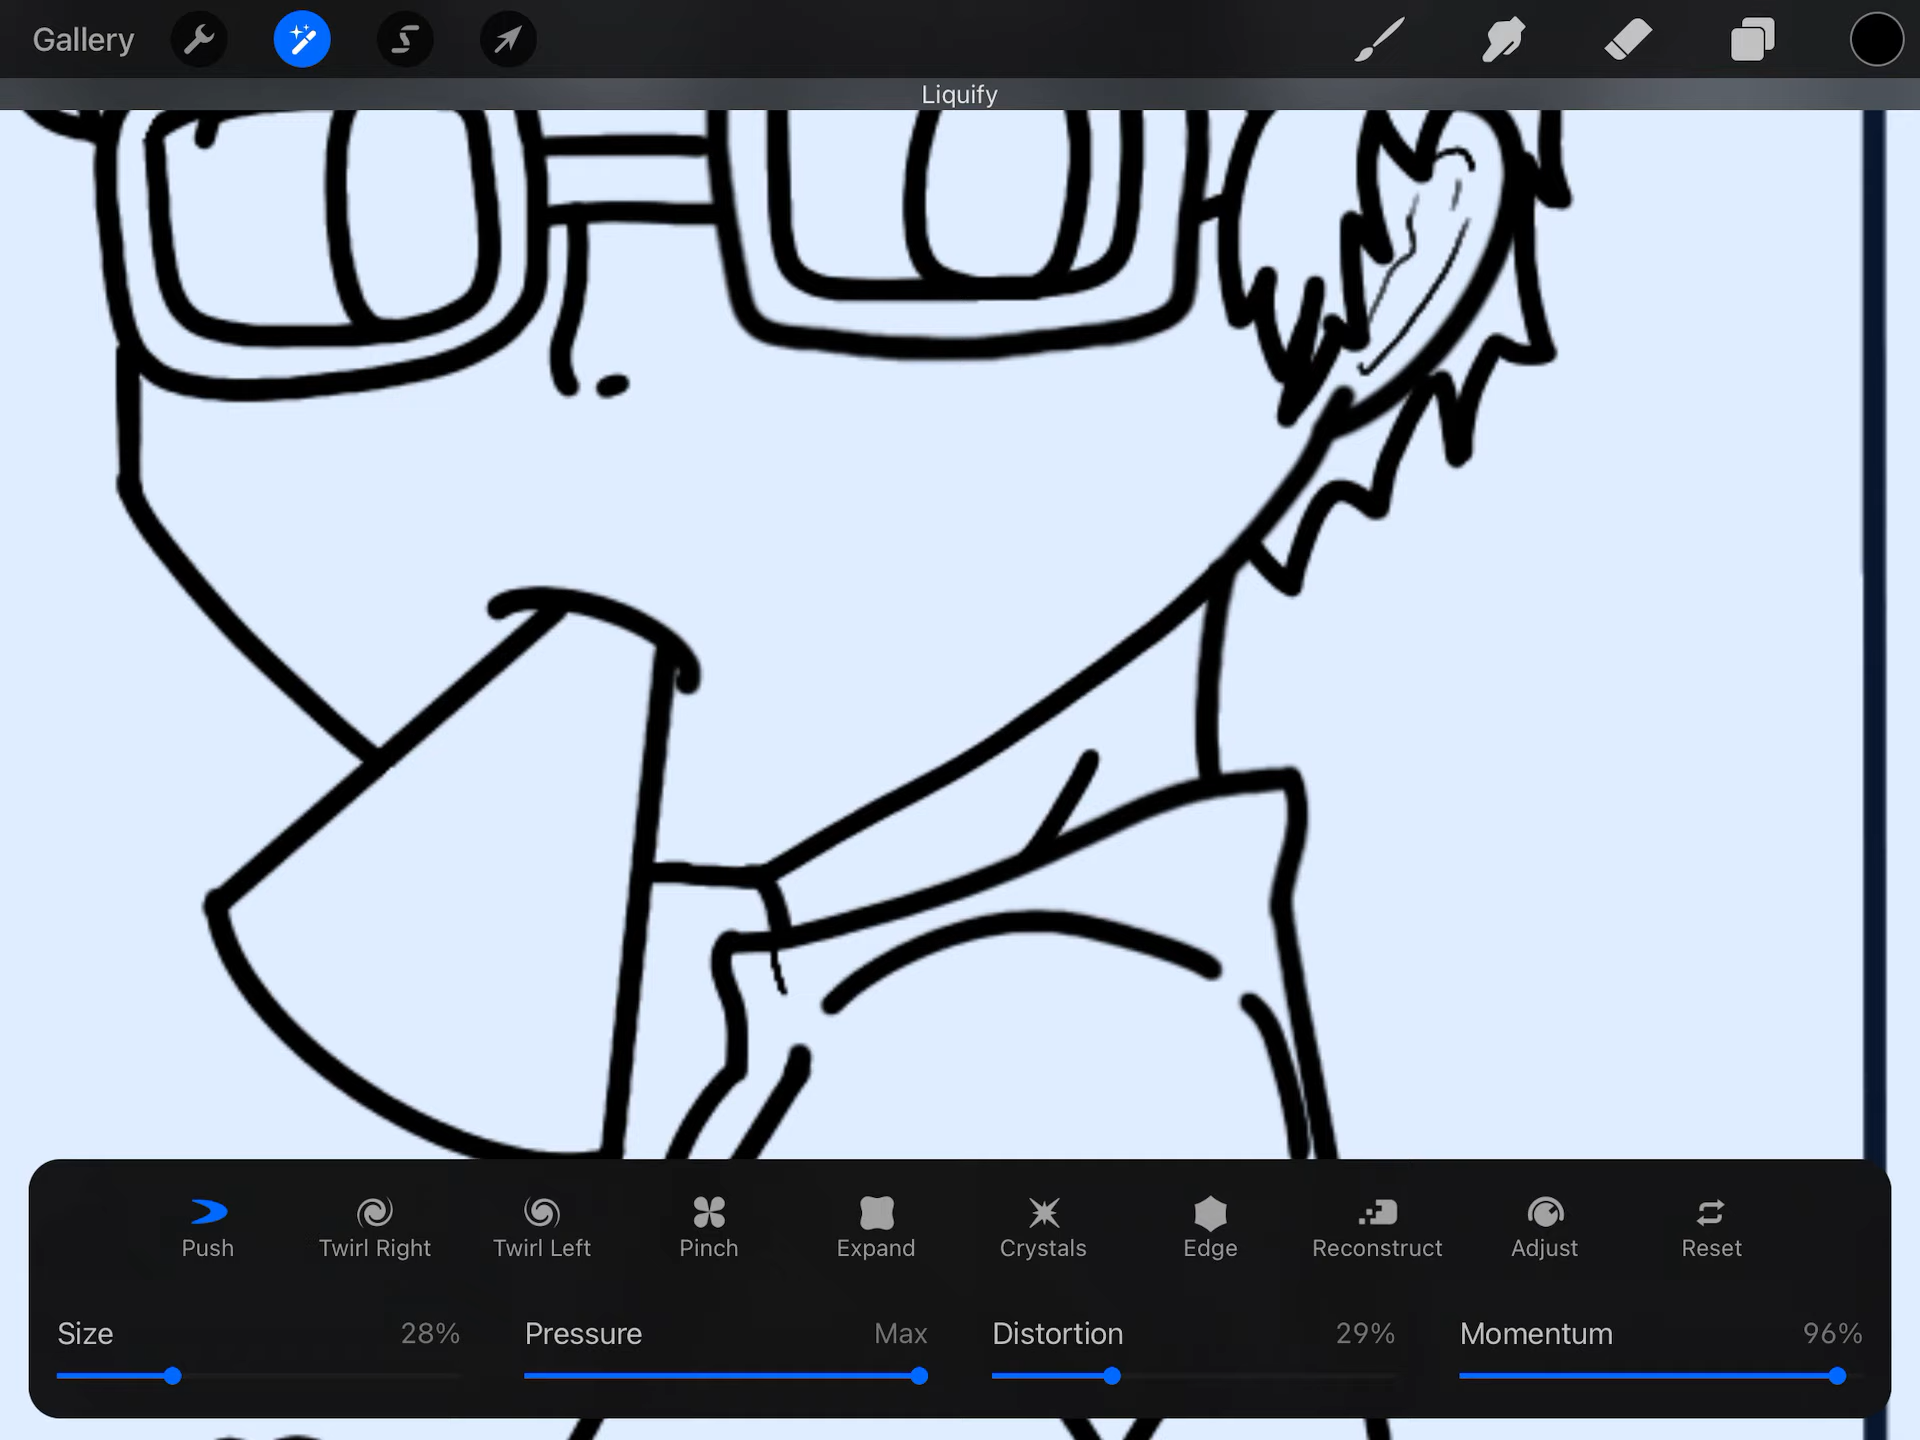 Gallery
Liquify
Push Twirl Right Twirl Left Pinch Expand Crystals Edge Reconstruct Adjust Reset
Size 28% Pressure Max Distortion 29% Momentum 96%